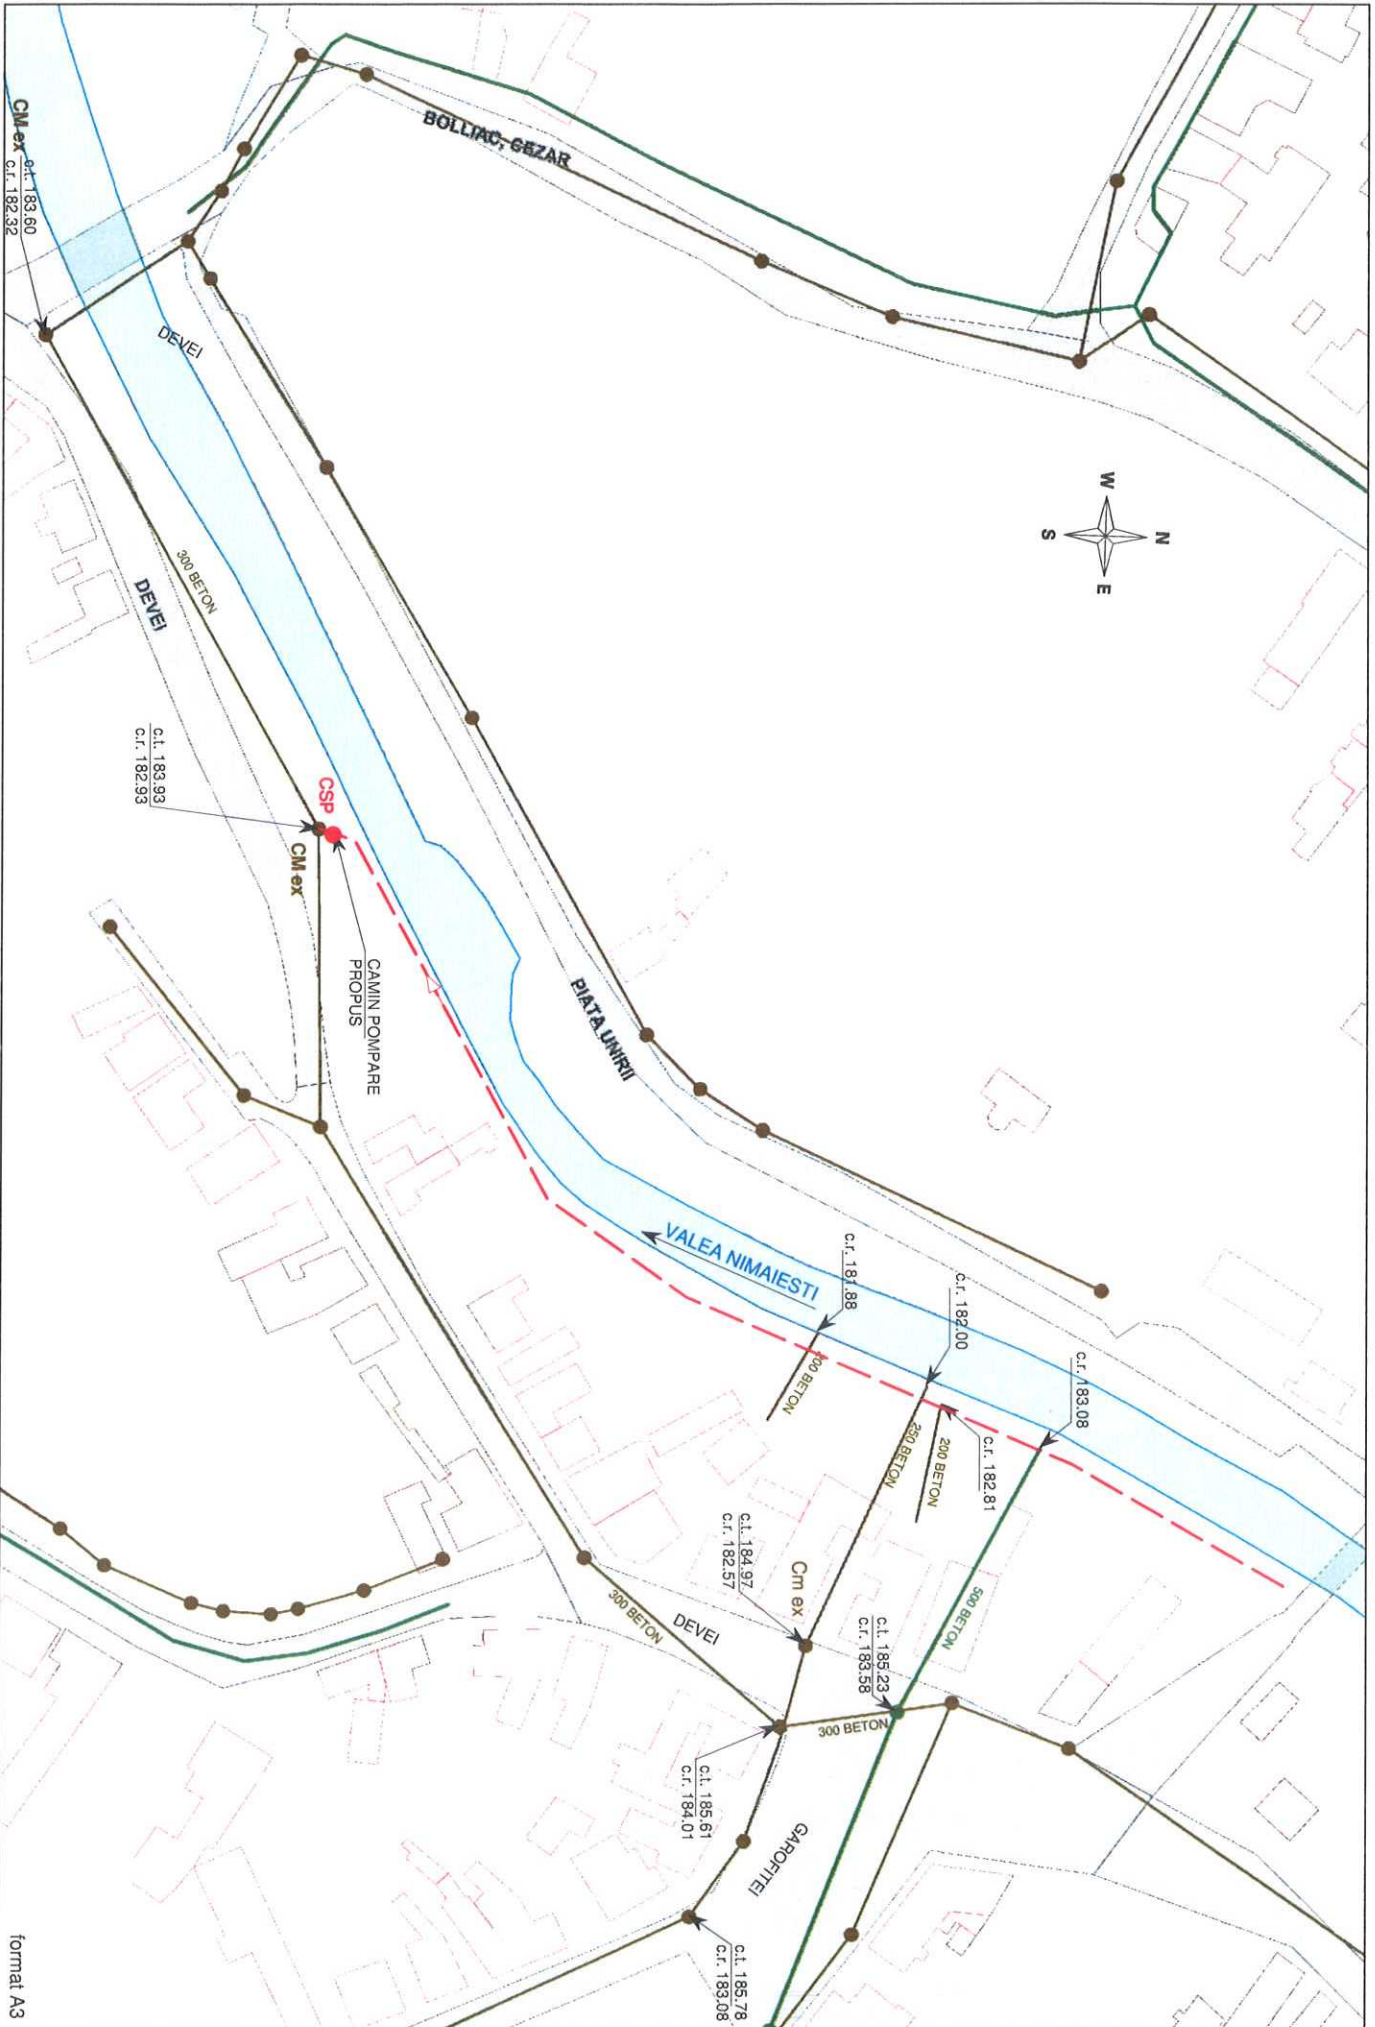 BOLLIAC, CEZAR
CM ex
c.t. 183.60
c.r. 182.32
DEVEI
W
N
S
E
300 BETON
DEVEI
c.t. 183.93
c.r. 182.93
CSP
CM ex
CAMIN POMPARE
PROPUS
PIATA UNIRII
VALEA NIMAIESTI
c.r. 181.88
c.r. 182.00
c.r. 183.08
200 BETON
250 BETON
200 BETON
c.r. 182.81
500 BETON
c.t. 184.97
c.r. 182.57
Cm ex
c.t. 185.23
c.r. 183.58
DEVEI
300 BETON
300 BETON
c.t. 185.61
c.r. 184.01
GAROFITEI
c.t. 185.78
c.r. 183.08
format A3